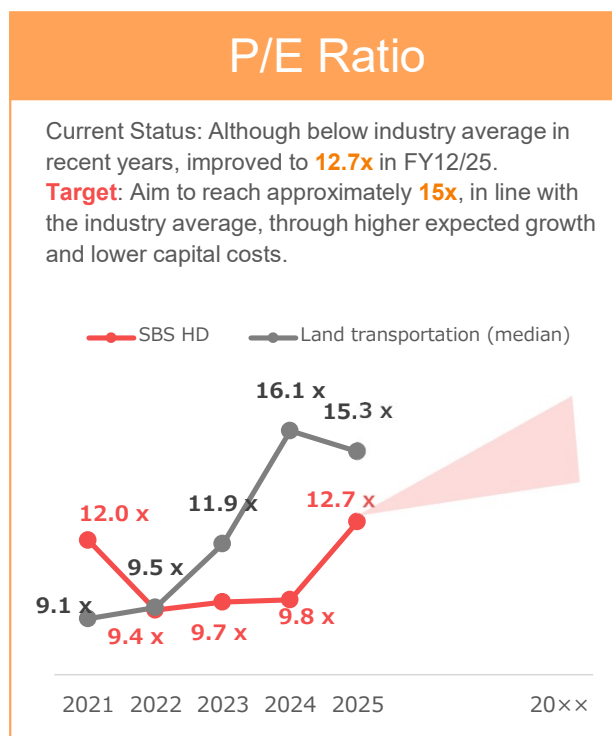 P/E Ratio
Current Status: Although below industry average in
recent years, improved to 12.7x in FY12/25.
Target: Aim to reach approximately 15x, in line with
the industry average, through higher expected growth
and lower capital costs.
SBS HD Land transportation (median)
16.1 x
15.3 x
12.0 x
11.9 x
12.7 x
9.5 x
9.1 x
9.4 x
9.7 x
9.8 x
2021 2022 2023 2024 2025 20××